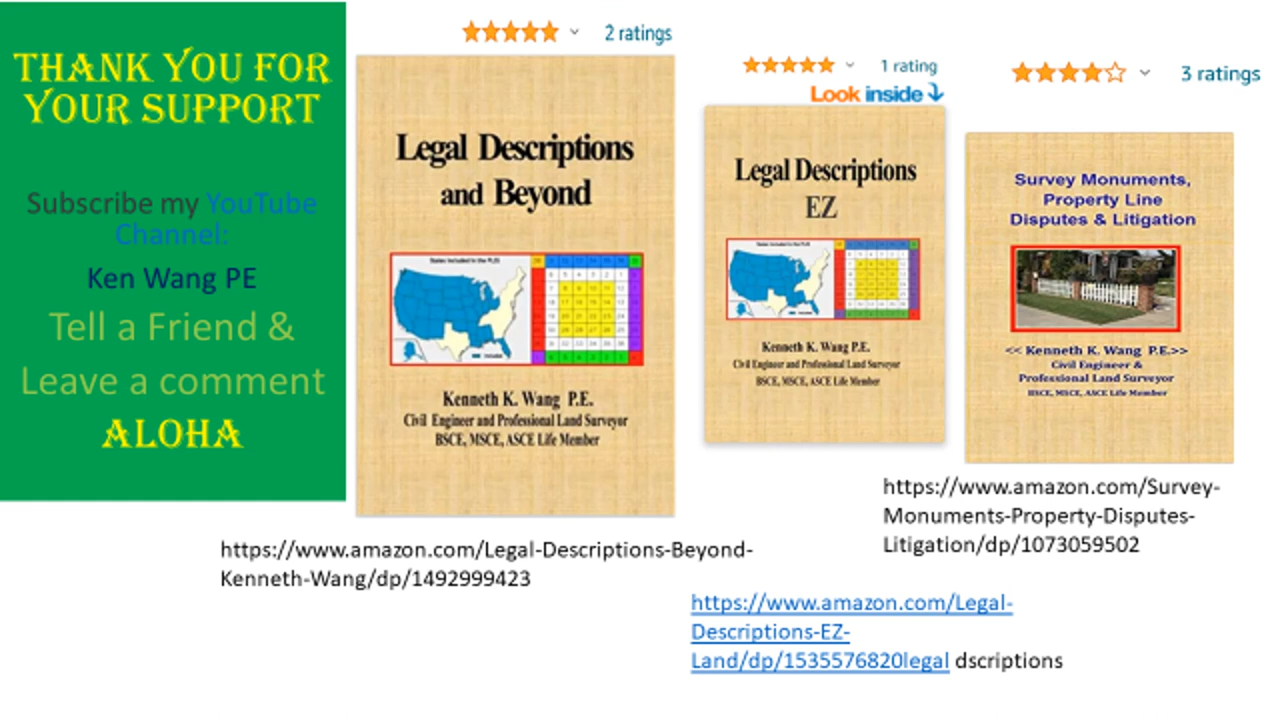 THANK YOU FOR
YOUR SUPPORT
Subscribe my YouTube
Channel:
Ken Wang PE
Tell a Friend &
Leave a comment
ALOHA
2 ratings
Legal Descriptions
and Beyond
States included in the PLSS
Kenneth K. Wang P.E.
Civil Engineer and Professional Land Surveyor
BSCE, MSCE, ASCE Life Member
https://www.amazon.com/Legal-Descriptions-Beyond-
Kenneth-Wang/dp/1492999423
1 rating
Look inside
Legal Descriptions
EZ
Kenneth K. Wang P.E.
Civil Engineer and Professional Land Surveyor
BSCE, MSCE, ASCE Life Member
https://www.amazon.com/Legal-
Descriptions-EZ-
Land/dp/1535576820legal dscriptions
3 ratings
Survey Monuments,
Property Line
Disputes & Litigation
<< Kenneth K. Wang P.E.>>
Civil Engineer &
Professional Land Surveyor
BSCE, MSCE, ASCE Life Member
https://www.amazon.com/Survey-
Monuments-Property-Disputes-
Litigation/dp/1073059502